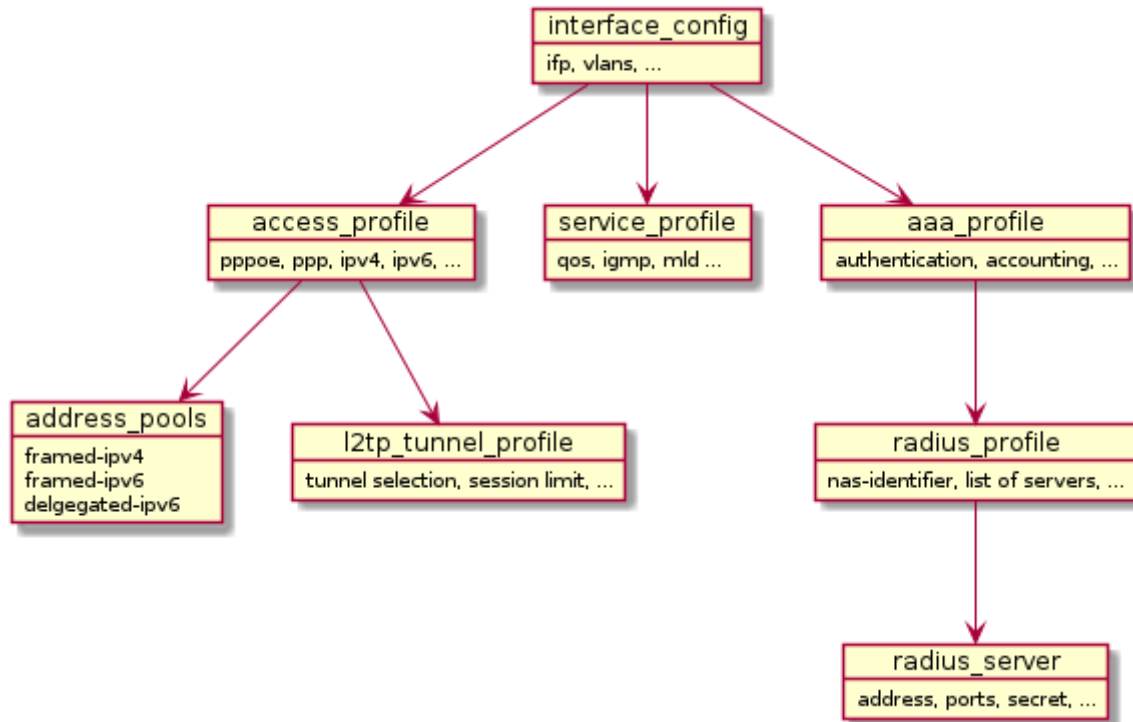 interface_config
ifp, vlans, ...
access_profile
pppoe, ppp, ipv4, ipv6, ...
service_profile
qos, igmp, mld ...
aaa_profile
authentication, accounting, ...
address_pools
framed-ipv4
framed-ipv6
delgegated-ipv6
l2tp_tunnel_profile
tunnel selection, session limit, ...
radius_profile
nas-identifier, list of servers, ...
radius_server
address, ports, secret, ...